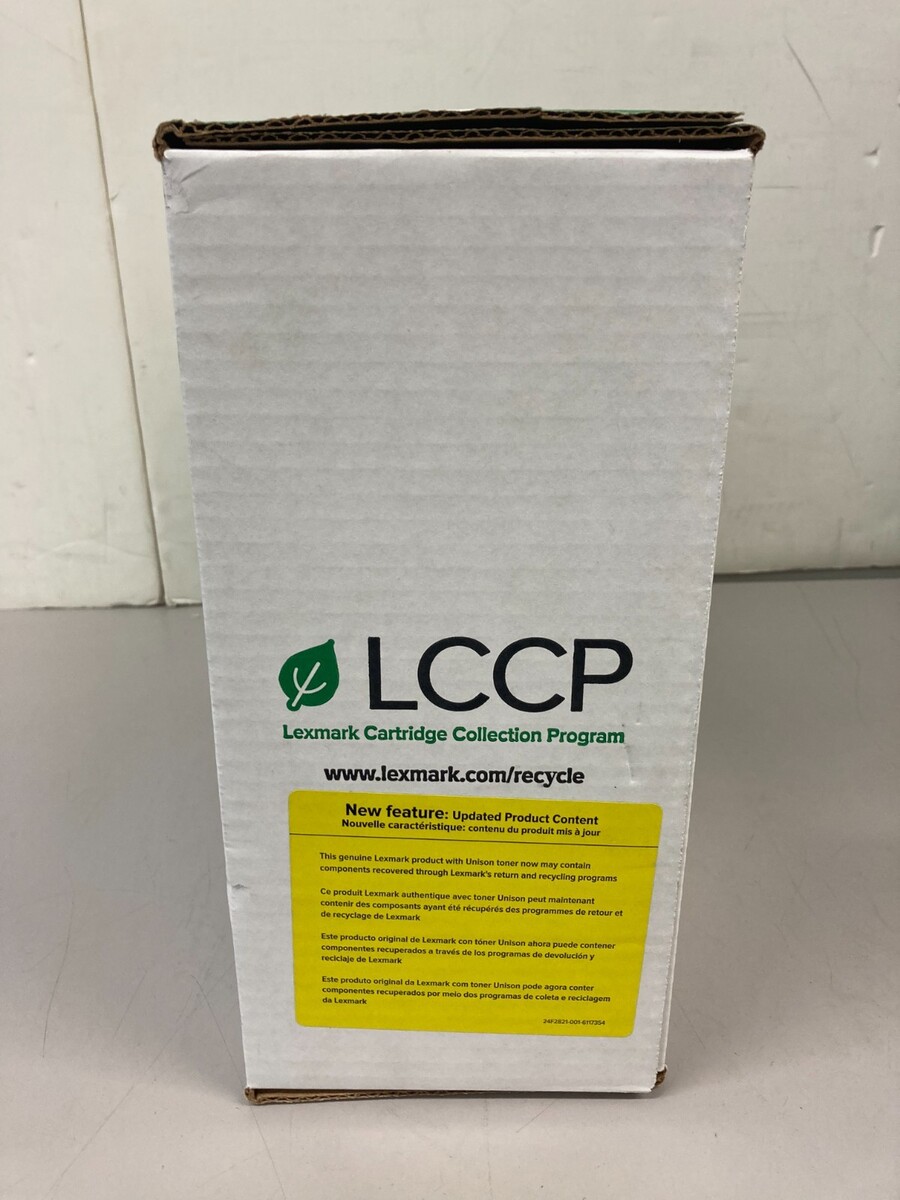 LCCP
Lexmark Cartridge Collection Program
www.lexmark.com/recycle
New feature: Updated Product Content
Nouvelle caractéristique: contenu du produit mis à jour
This genuine Lexmark product with Unison toner now may contain
components recovered through Lexmark's return and recycling programs
Ce produit Lexmark authentique avec toner Unison peut maintenant
contenir des composants ayant été récupérés des programmes de retour et
de recyclage de Lexmark
Este producto original de Lexmark con tóner Unison ahora puede contener
componentes recuperados a través de los programas de devolución y
reciclaje de Lexmark
Este produto original da Lexmark com toner Unison pode agora conter
componentes recuperados por meio dos programas de coleta e reciclagem
da Lexmark
24F2821-001-6117354